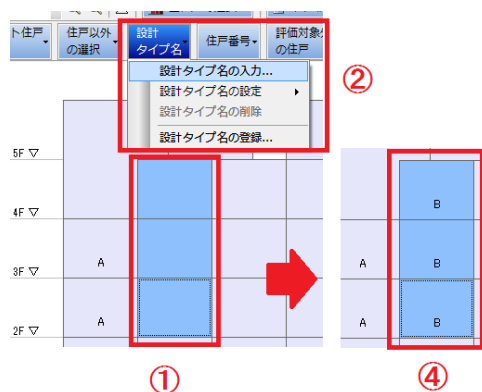 ト住戸
住戸以外
の選択
設計
タイプ名
住戸番号
評価対象外
の住戸
設計タイプ名の入力...
設計タイプ名の設定
設計タイプ名の削除
設計タイプ名の登録...
②
5F ▽
4F ▽
3F ▽
2F ▽
A
A
B
A B
A B
① ④